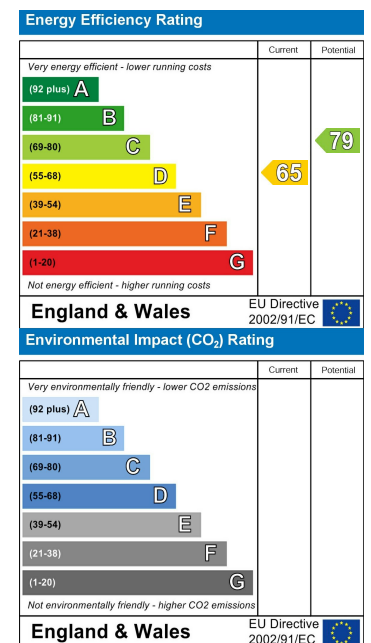 Energy Efficiency Rating
Current Potential
Very energy efficient - lower running costs
(92 plus) A
(81-91) B
(69-80) C
79
(55-68) D
65
(39-54) E
(21-38) F
(1-20) G
Not energy efficient - higher running costs
England & Wales
EU Directive
2002/91/EC
Environmental Impact (CO₂) Rating
Current Potential
Very environmentally friendly - lower CO2 emissions
(92 plus) A
(81-91) B
(69-80) C
(55-68) D
(39-54) E
(21-38) F
(1-20) G
Not environmentally friendly - higher CO2 emissions
England & Wales
EU Directive
2002/91/EC